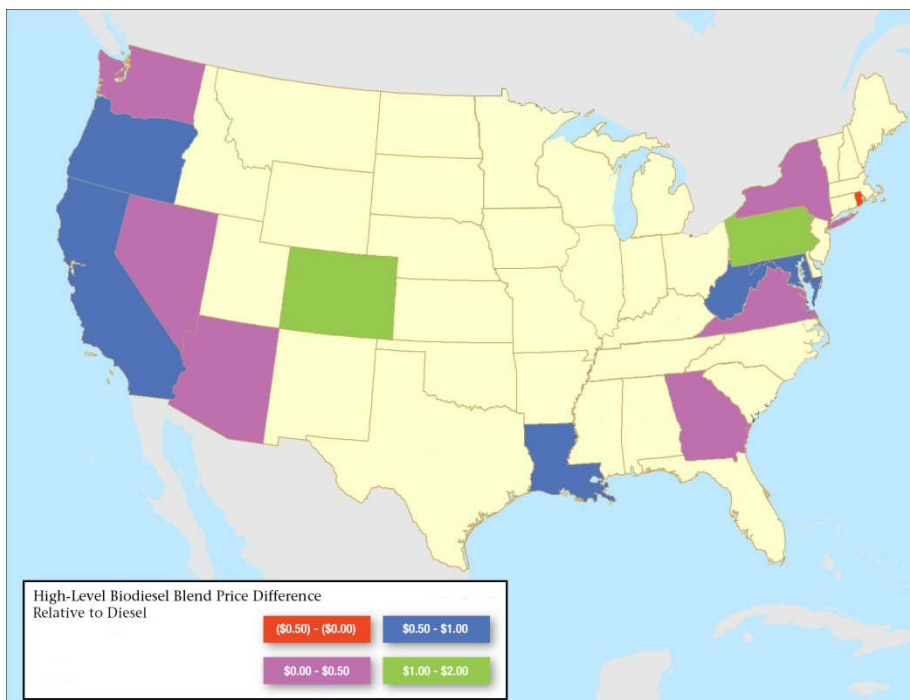 High-Level Biodiesel Blend Price Difference
Relative to Diesel
($0.50) - ($0.00)
$0.50 - $1.00
$0.00 - $0.50
$1.00 - $2.00